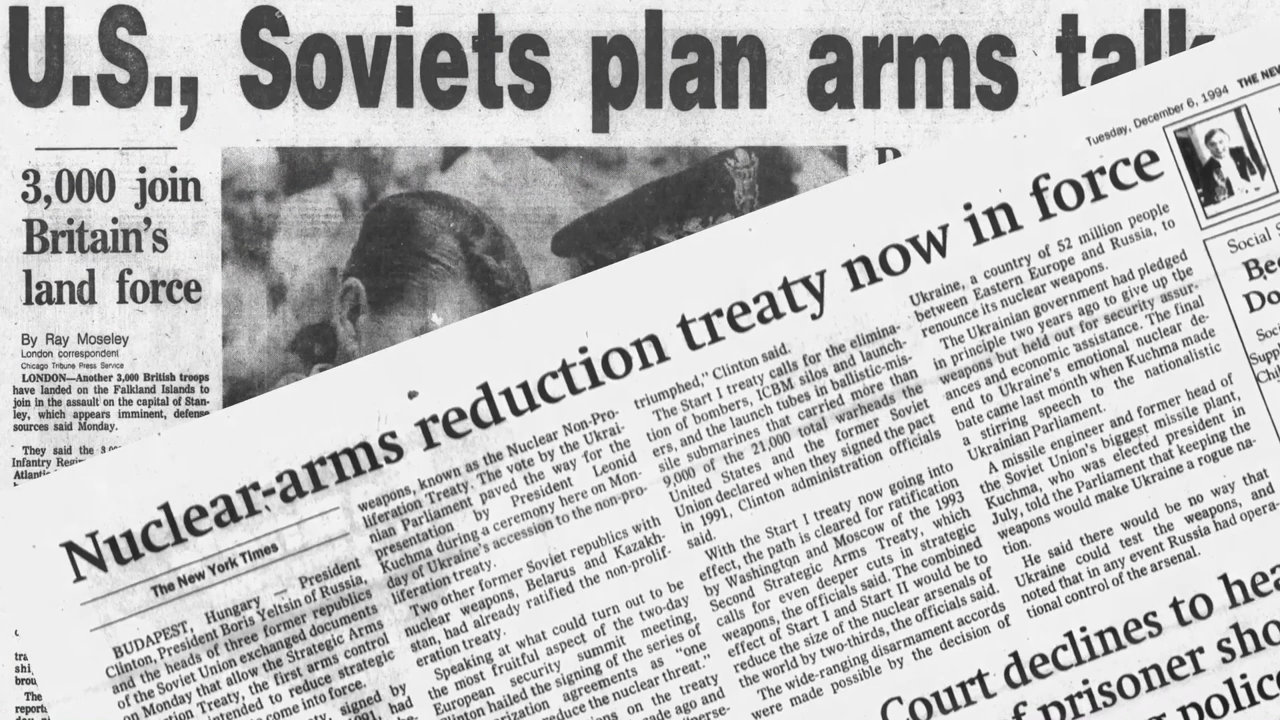 U.S., Soviets plan arms
3,000 join
Britain's
land force
By Ray Moseley
London correspondent
Chicago Tribune Press Service
LONDON—Another 3,000 British troops
have landed on the Falkland Islands to
join in the assault on the capital of Stan-
ley, which appears imminent, defense
sources said Monday.
They said the
Infantry
Tuesday, December 6, 1994 THE NEW
Nuclear-arms reduction treaty now in force
The New York Times
BUDAPEST, Hungary — President
Clinton, President Boris Yeltsin of Russia,
and the heads of three former republics
of the Soviet Union exchanged documents
on Monday that allow the Strategic Arms
Treaty, the first arms control
intended to reduce strategic
come into force.
signed by
had
weapons, known as the Nuclear Non-Pro-
liferation Treaty. The vote by the Ukrai-
nian Parliament paved the way for the
presentation by President Leonid
Kuchma during a ceremony here on Mon-
day of Ukraine's accession to the non-pro-
liferation treaty.
Two other former Soviet republics with
nuclear weapons, Belarus and Kazakh-
stan, had already ratified the non-prolif-
eration treaty.
Speaking at what could turn out to be
the most fruitful aspect of the two-day
European security summit meeting,
hailed the signing of the series of
agreements as "one
reduce the nuclear threat."
on the treaty
ago and
triumphed," Clinton said.
The Start I treaty calls for the elimina-
tion of bombers, ICBM silos and launch-
ers, and the launch tubes in ballistic-mis-
sile submarines that carried more than
9,000 of the 21,000 total warheads the
United States and the former Soviet
Union declared when they signed the pact
in 1991, Clinton administration officials
said.
With the Start I treaty now going into
effect, the path is cleared for ratification
by Washington and Moscow of the 1993
Second Strategic Arms Treaty, which
calls for even deeper cuts in strategic
weapons, the officials said. The combined
effect of Start I and Start II would be to
reduce the size of the nuclear arsenals of
the world by two-thirds, the officials said.
The wide-ranging disarmament accords
were made possible by the decision of
Ukraine, a country of 52 million people
between Eastern Europe and Russia, to
renounce its nuclear weapons.
The Ukrainian government had pledged
in principle two years ago to give up the
weapons but held out for security assur-
ances and economic assistance. The final
end to Ukraine's emotional nuclear de-
bate came last month when Kuchma made
a stirring speech to the nationalistic
Ukrainian Parliament.
A missile engineer and former head of
the Soviet Union's biggest missile plant,
Kuchma, who was elected president in
July, told the Parliament that keeping the
weapons would make Ukraine a rogue na-
tion.
He said there would be no way that
Ukraine could test the weapons, and
noted that in any event Russia had opera-
tional control of the arsenal.
Social
Court declines to
of prisoner